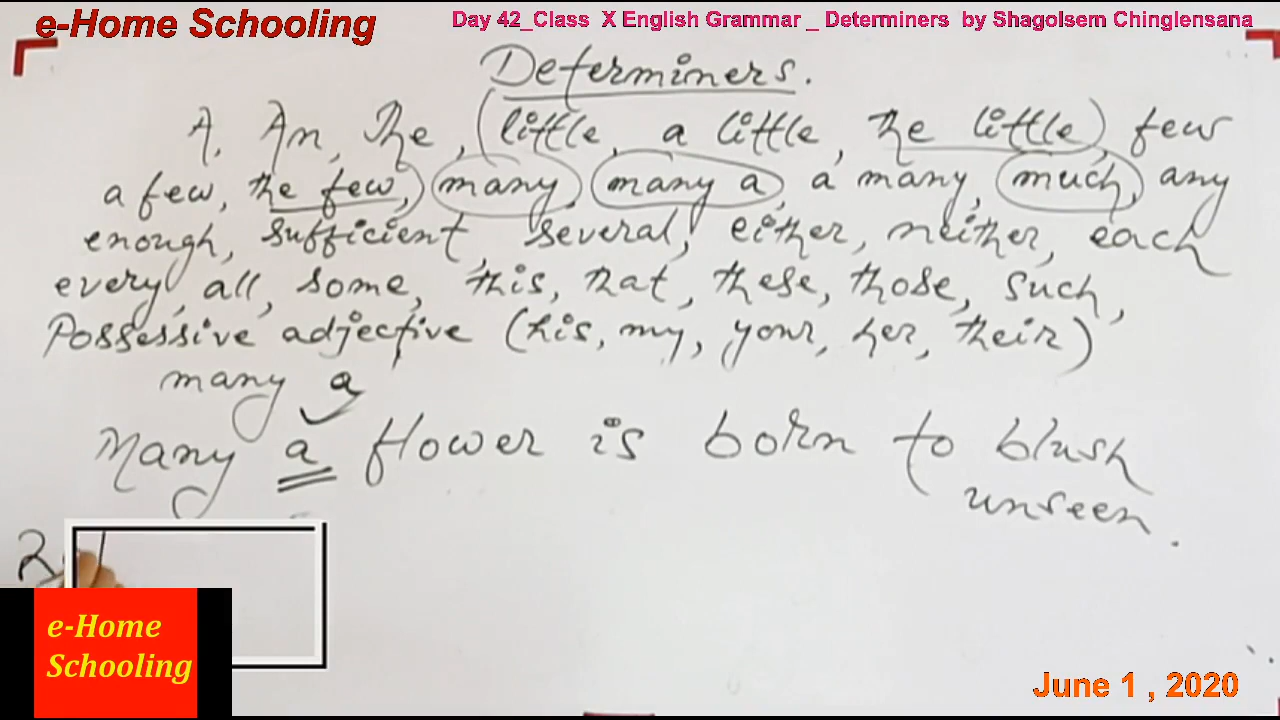 e-Home Schooling
Day 42_Class X English Grammar _ Determiners by Shagolsem Chinglensana
Determiners.
A, An, The, (little, a little, the little), few
a few, the few,) many, many a, a many, much, any
enough, sufficient, several, either, neither, each
every, all, some, this, that, these, those, such,
Possessive adjective (his, my, your, her, their)
many a
Many a flower is born to blush
unseen.
e-Home
Schooling
June 1 , 2020